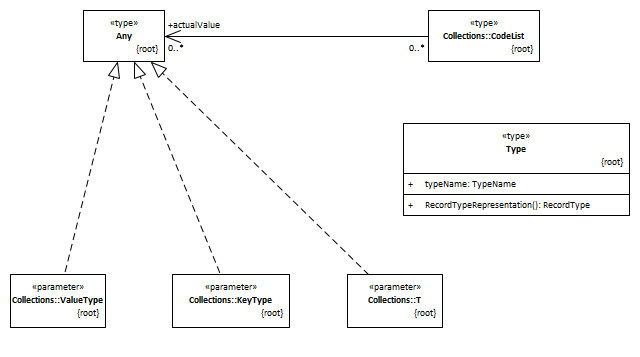 «type»
Any
{root}
+actualValue
0..*
0..*
«type»
Collections::CodeList
{root}
«type»
Type
{root}
+ typeName: TypeName
+ RecordTypeRepresentation(): RecordType
«parameter»
Collections::ValueType
{root}
«parameter»
Collections::KeyType
{root}
«parameter»
Collections::T
{root}